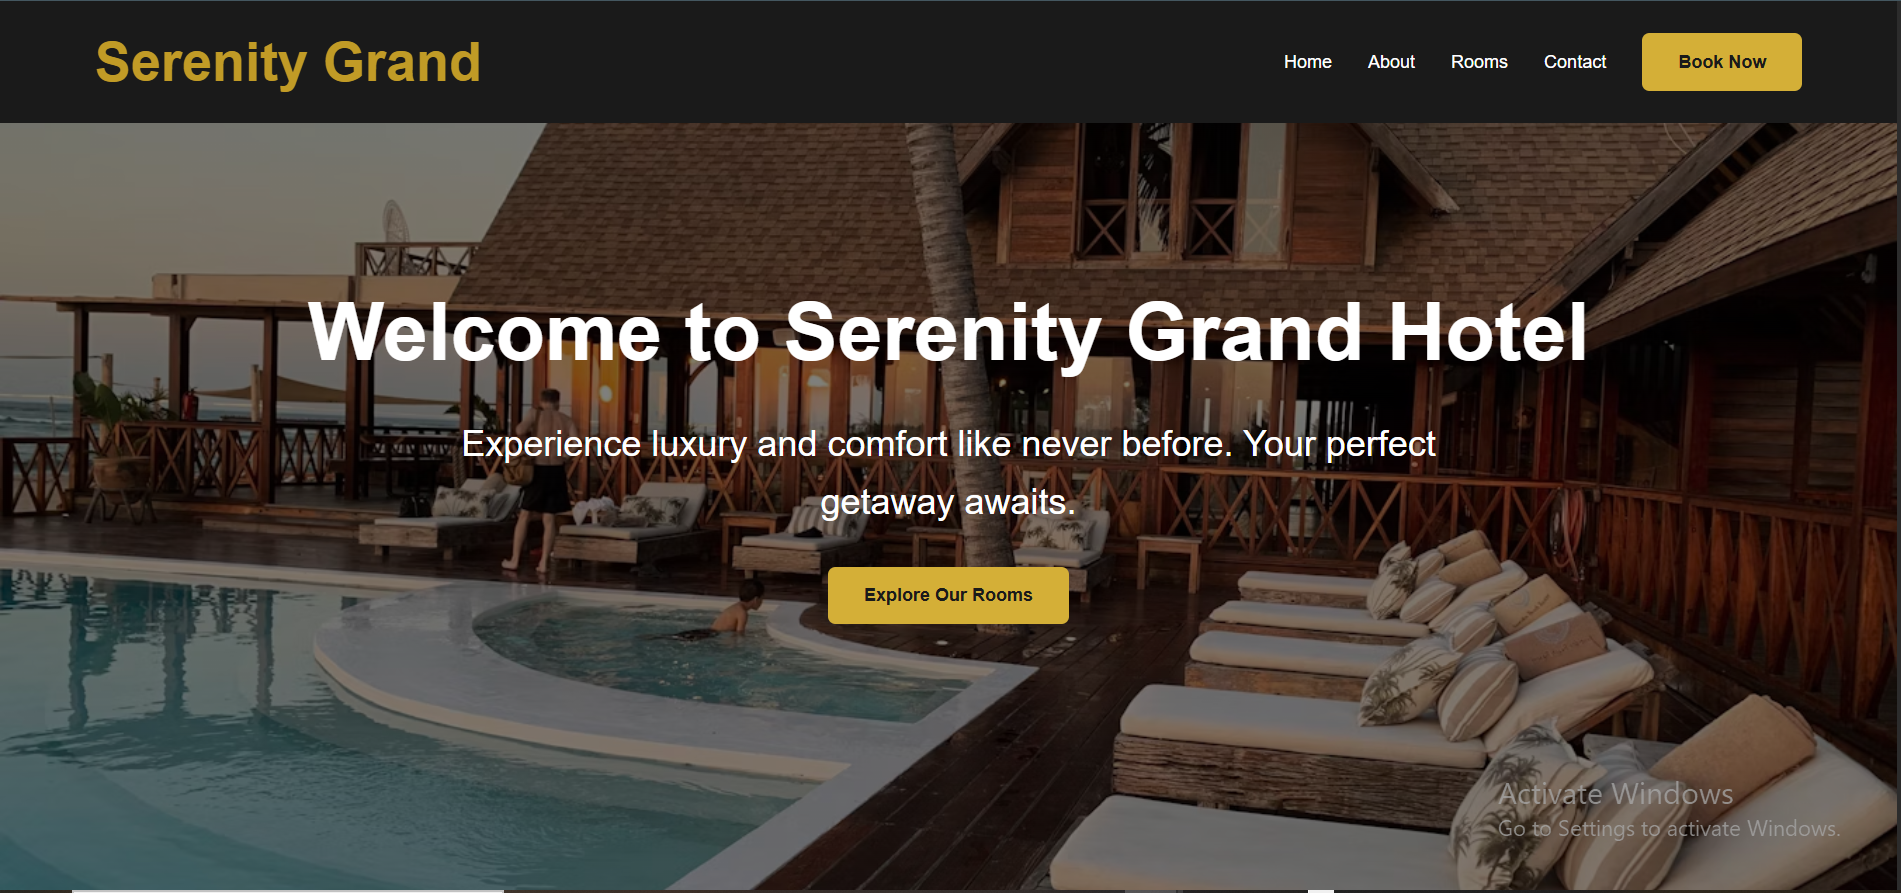 Serenity Grand
Home About Rooms Contact Book Now
Welcome to Serenity Grand Hotel
Experience luxury and comfort like never before. Your perfect
getaway awaits.
Explore Our Rooms
Activate Windows
Go to Settings to activate Windows.